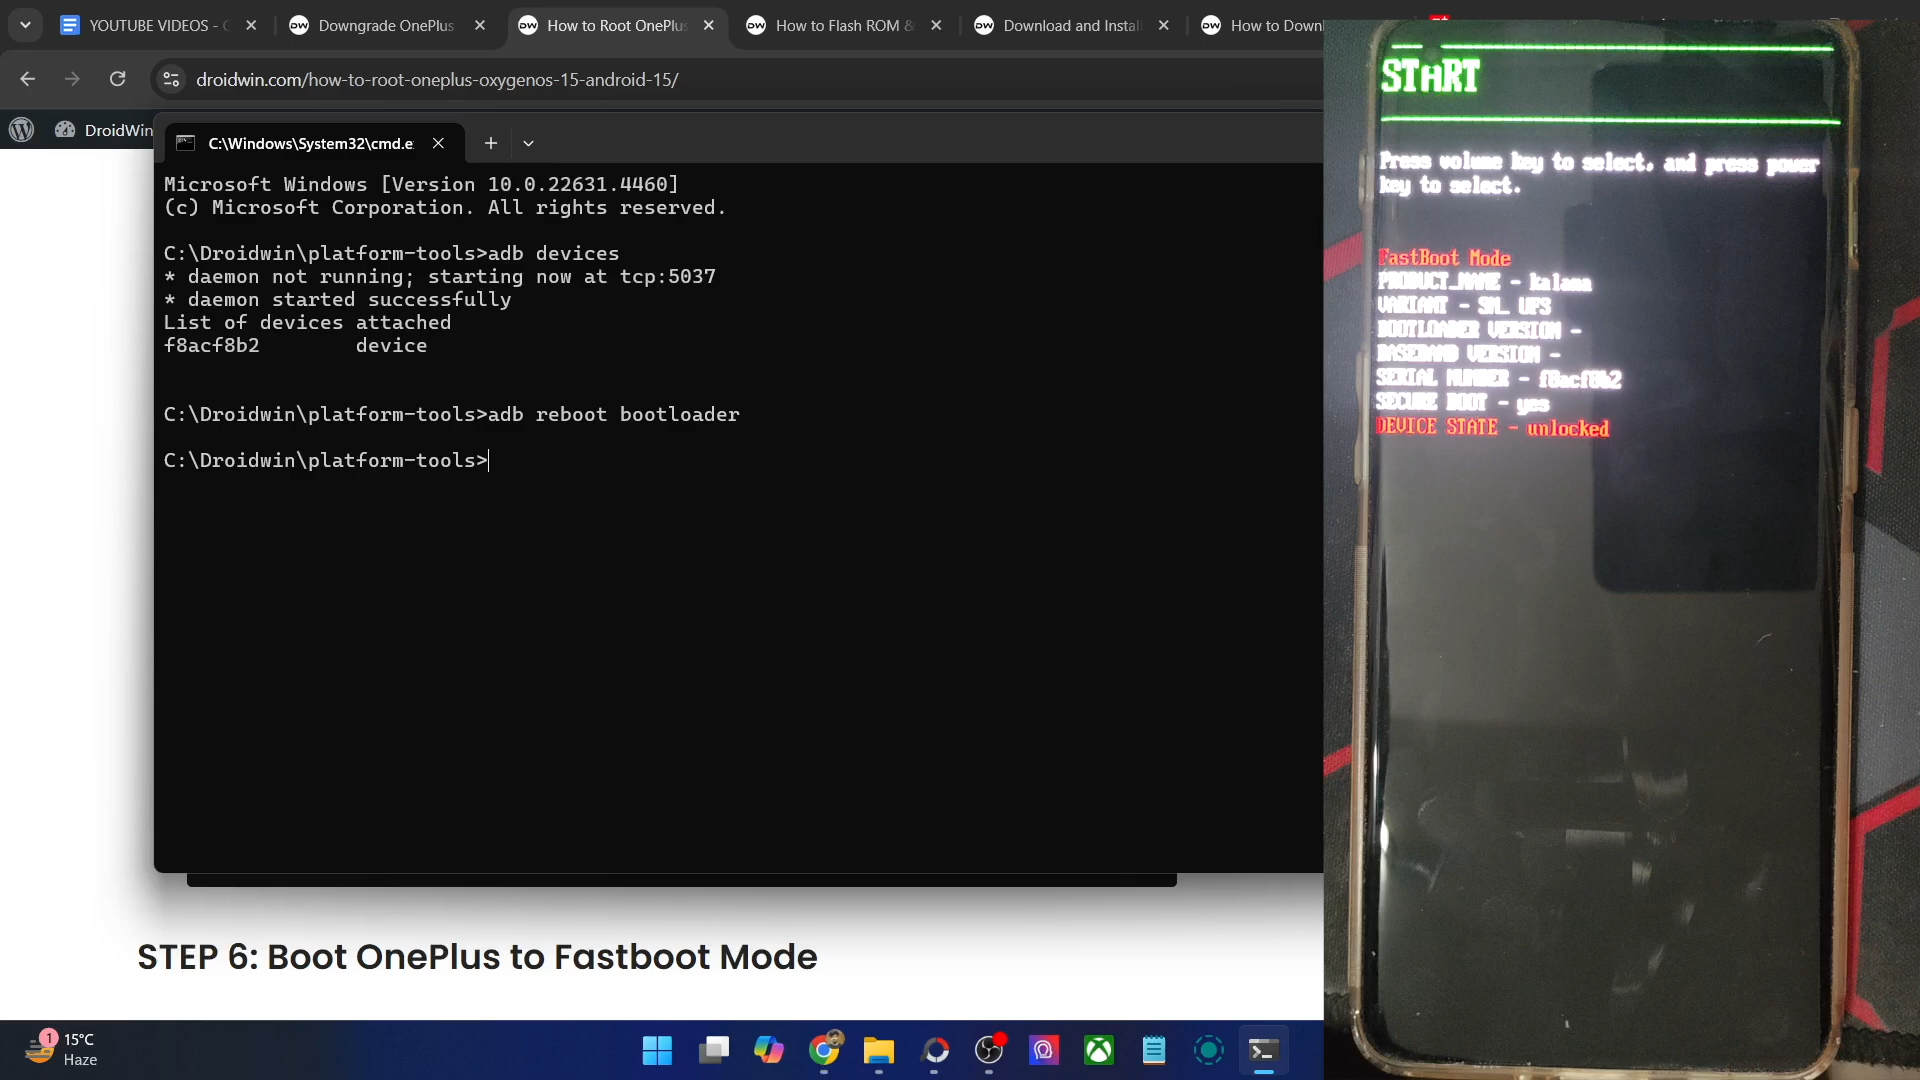 YOUTUBE VIDEOS -
Downgrade OnePlus
How to Root OnePlus
How to Flash ROM &
Download and Instal
How to Down
droidwin.com/how-to-root-oneplus-oxygenos-15-android-15/
DroidWin
C:\Windows\System32\cmd.e
Microsoft Windows [Version 10.0.22631.4460]
(c) Microsoft Corporation. All rights reserved.
C:\Droidwin\platform-tools>adb devices
* daemon not running; starting now at tcp:5037
* daemon started successfully
List of devices attached
f8acf8b2 device
C:\Droidwin\platform-tools>adb reboot bootloader
C:\Droidwin\platform-tools>
STEP 6: Boot OnePlus to Fastboot Mode
1
15°C
Haze
START
Press volume key to select, and press power
key to select.
FastBoot Mode
PRODUCT_NAME - kalama
VARIANT - SM_ UFS
BOOTLOADER VERSION -
BASEBAND VERSION -
SERIAL NUMBER - f8acf8b2
SECURE BOOT - yes
DEVICE STATE - unlocked